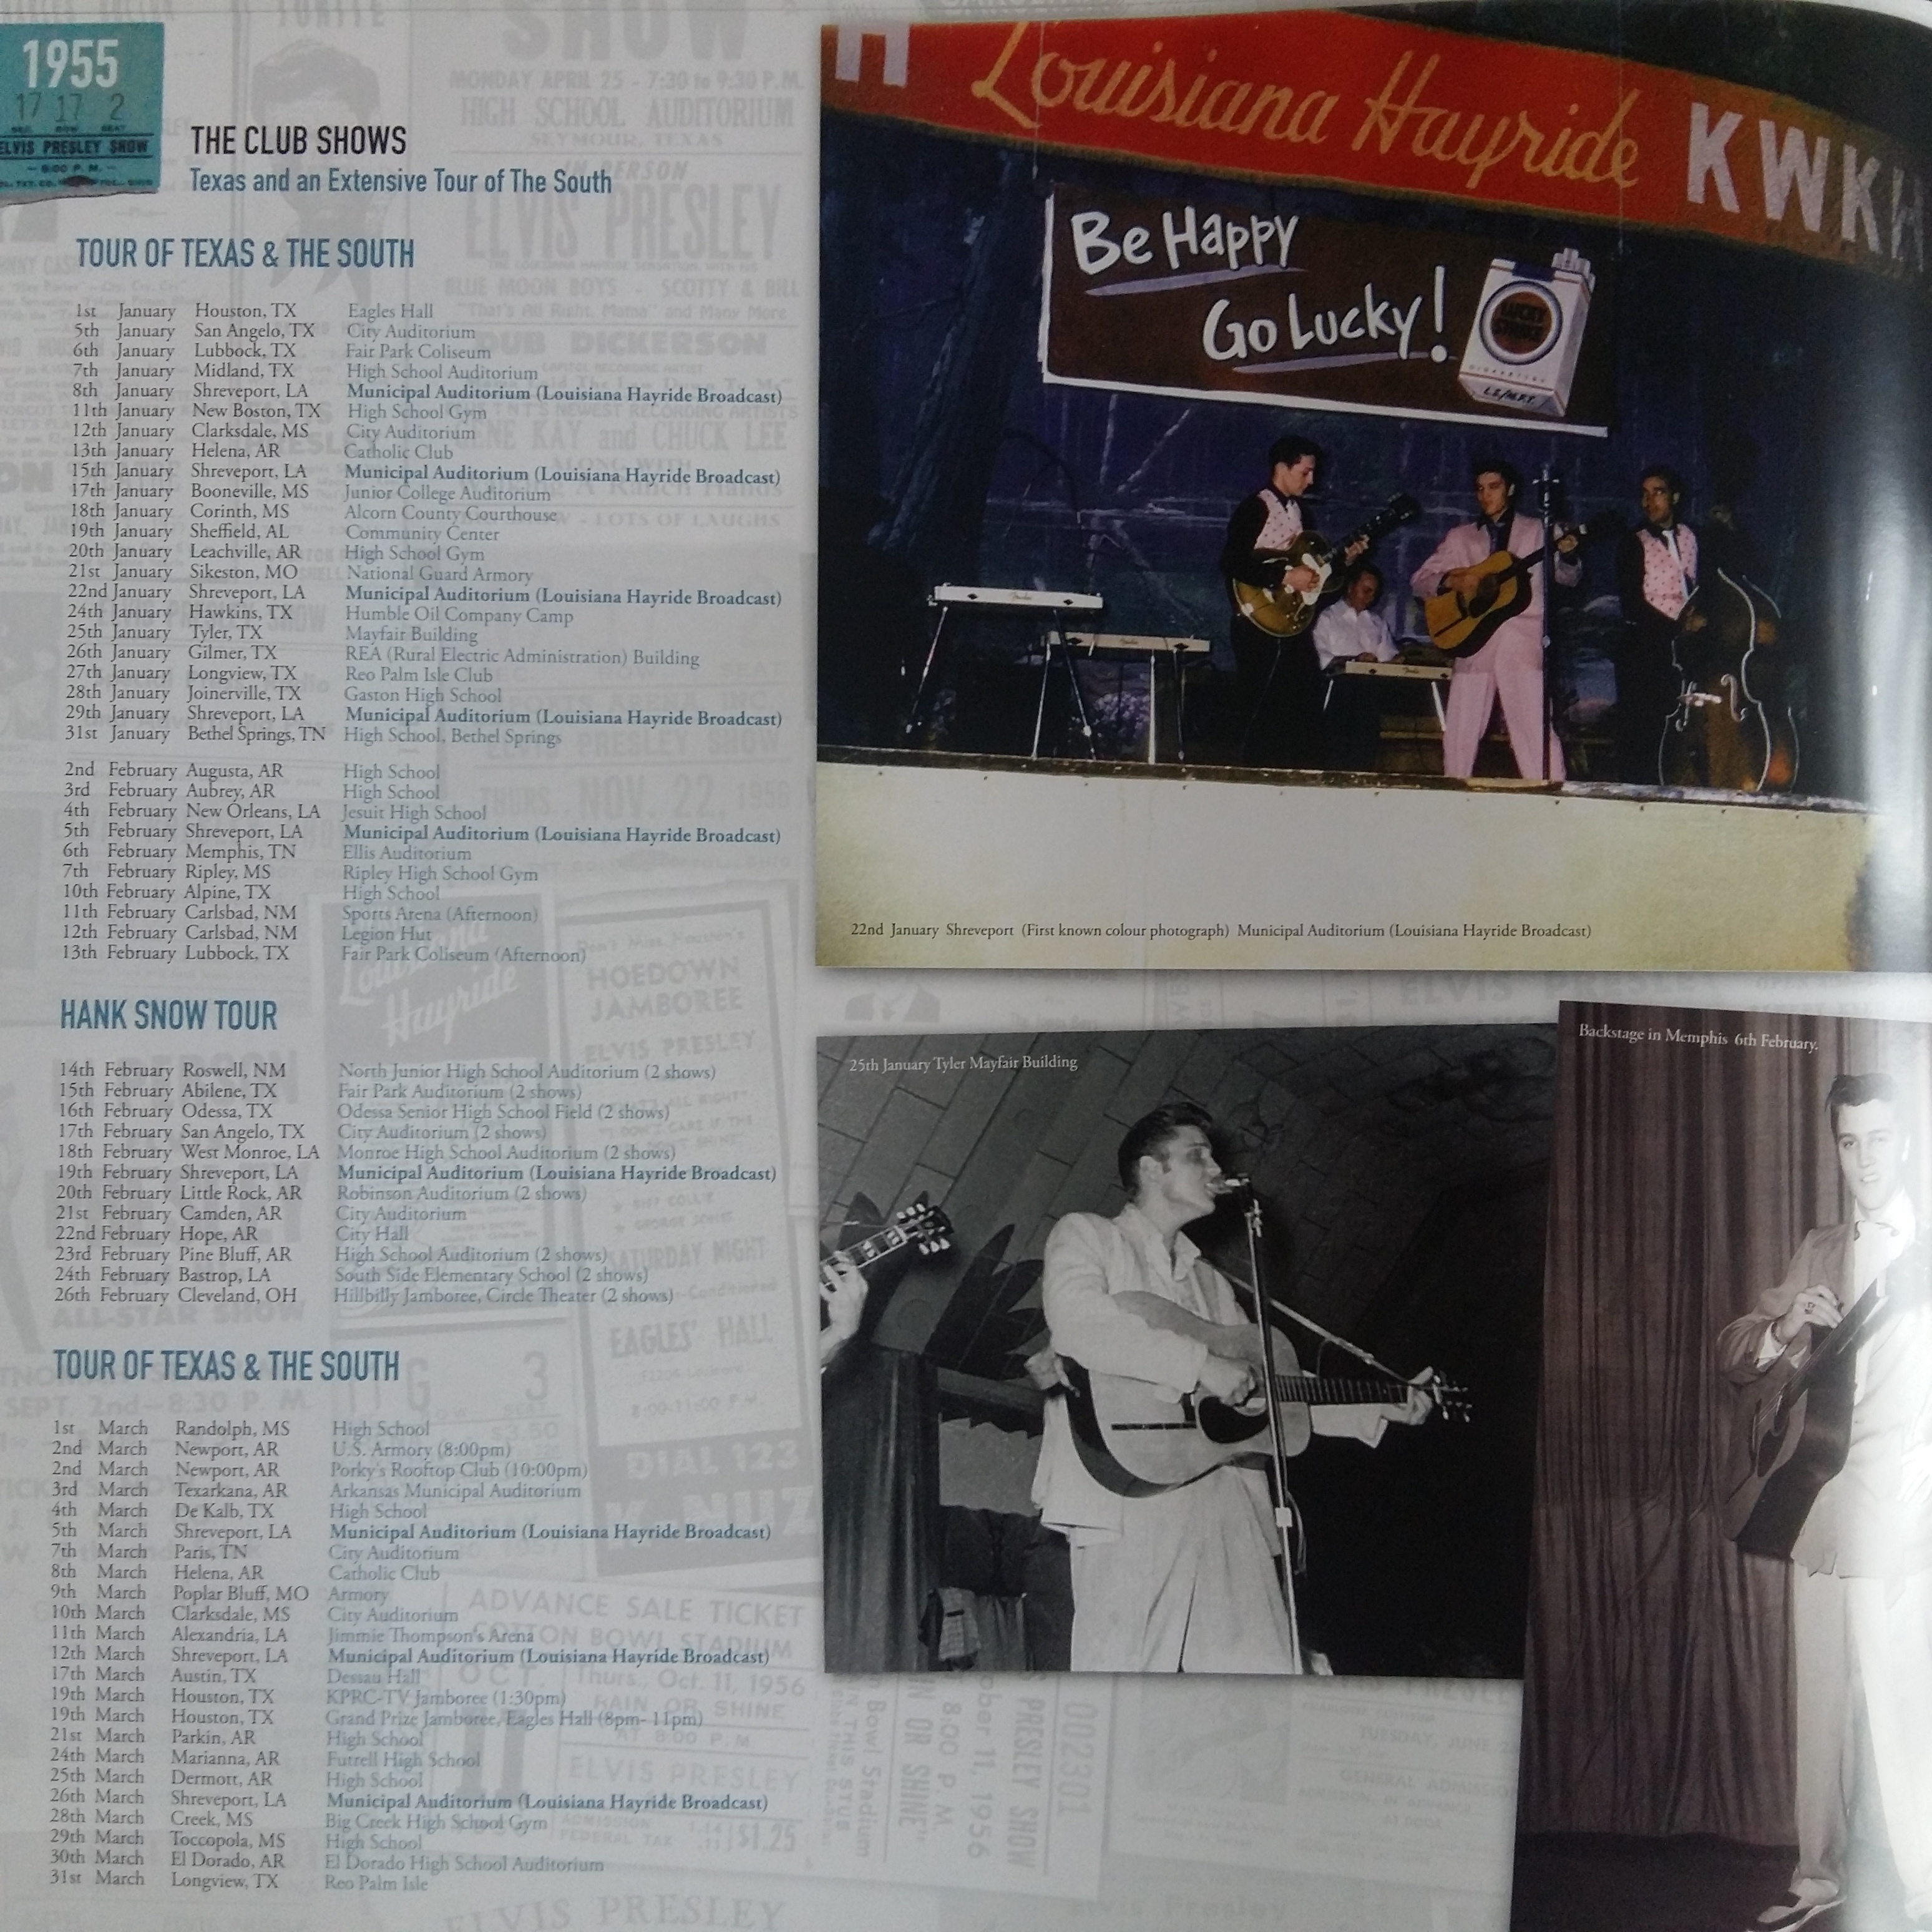 1955
17 17 2
ELVIS PRESLEY SHOW
THE CLUB SHOWS
Texas and an Extensive Tour of The South
TOUR OF TEXAS & THE SOUTH
1st January Houston, TX Eagles Hall
5th January San Angelo, TX City Auditorium
6th January Lubbock, TX Fair Park Coliseum
7th January Midland, TX High School Auditorium
8th January Shreveport, LA Municipal Auditorium (Louisiana Hayride Broadcast)
11th January New Boston, TX High School Gym
12th January Clarksdale, MS City Auditorium
13th January Helena, AR Catholic Club
15th January Shreveport, LA Municipal Auditorium (Louisiana Hayride Broadcast)
17th January Booneville, MS Junior College Auditorium
18th January Corinth, MS Alcorn County Courthouse
19th January Sheffield, AL Community Center
20th January Leachville, AR High School Gym
21st January Sikeston, MO National Guard Armory
22nd January Shreveport, LA Municipal Auditorium (Louisiana Hayride Broadcast)
24th January Hawkins, TX Humble Oil Company Camp
25th January Tyler, TX Mayfair Building
26th January Gilmer, TX REA (Rural Electric Administration) Building
27th January Longview, TX Reo Palm Isle Club
28th January Joinerville, TX Gaston High School
29th January Shreveport, LA Municipal Auditorium (Louisiana Hayride Broadcast)
31st January Bethel Springs, TN High School, Bethel Springs
2nd February Augusta, AR High School
3rd February Aubrey, AR High School
4th February New Orleans, LA Jesuit High School
5th February Shreveport, LA Municipal Auditorium (Louisiana Hayride Broadcast)
6th February Memphis, TN Ellis Auditorium
7th February Ripley, MS Ripley High School Gym
10th February Alpine, TX High School
11th February Carlsbad, NM Sports Arena (Afternoon)
12th February Carlsbad, NM Legion Hut
13th February Lubbock, TX Fair Park Coliseum (Afternoon)
HANK SNOW TOUR
14th February Roswell, NM North Junior High School Auditorium (2 shows)
15th February Abilene, TX Fair Park Auditorium (2 shows)
16th February Odessa, TX Odessa Senior High School Field (2 shows)
17th February San Angelo, TX City Auditorium (2 shows)
18th February West Monroe, LA Monroe High School Auditorium (2 shows)
19th February Shreveport, LA Municipal Auditorium (Louisiana Hayride Broadcast)
20th February Little Rock, AR Robinson Auditorium (2 shows)
21st February Camden, AR City Auditorium
22nd February Hope, AR City Hall
23rd February Pine Bluff, AR High School Auditorium (2 shows)
24th February Bastrop, LA South Side Elementary School (2 shows)
26th February Cleveland, OH Hillbilly Jamboree, Circle Theater (2 shows)
TOUR OF TEXAS & THE SOUTH
1st March Randolph, MS High School
2nd March Newport, AR U.S. Armory (8:00pm)
2nd March Newport, AR Porky's Rooftop Club (10:00pm)
3rd March Texarkana, AR Arkansas Municipal Auditorium
4th March De Kalb, TX High School
5th March Shreveport, LA Municipal Auditorium (Louisiana Hayride Broadcast)
7th March Paris, TN City Auditorium
8th March Helena, AR Catholic Club
9th March Poplar Bluff, MO Armory
10th March Clarksdale, MS City Auditorium
11th March Alexandria, LA Jimmie Thompson's Arena
12th March Shreveport, LA Municipal Auditorium (Louisiana Hayride Broadcast)
17th March Austin, TX Dessau Hall
19th March Houston, TX KPRC-TV Jamboree (1:30pm)
19th March Houston, TX Grand Prize Jamboree, Eagles Hall (8pm- 11pm)
21st March Parkin, AR High School
24th March Marianna, AR Futrell High School
25th March Dermott, AR High School
26th March Shreveport, LA Municipal Auditorium (Louisiana Hayride Broadcast)
28th March Creek, MS Big Creek High School Gym
29th March Toccopola, MS High School
30th March El Dorado, AR El Dorado High School Auditorium
31st March Longview, TX Reo Palm Isle
H Louisiana Hayride KWKH
Be Happy
Go Lucky!
LUCKY STRIKE
L.S./M.F.T.
22nd January Shreveport (First known colour photograph) Municipal Auditorium (Louisiana Hayride Broadcast)
25th January Tyler Mayfair Building
Backstage in Memphis 6th February.